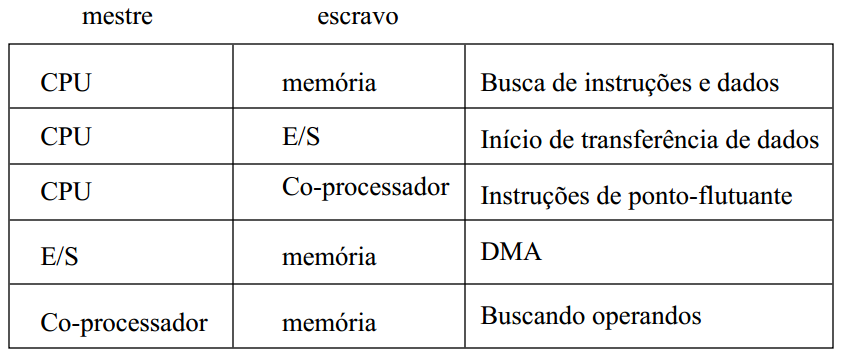 mestre escravo
CPU memória Busca de instruções e dados
CPU E/S Início de transferência de dados
CPU Co-processador Instruções de ponto-flutuante
E/S memória DMA
Co-processador memória Buscando operandos